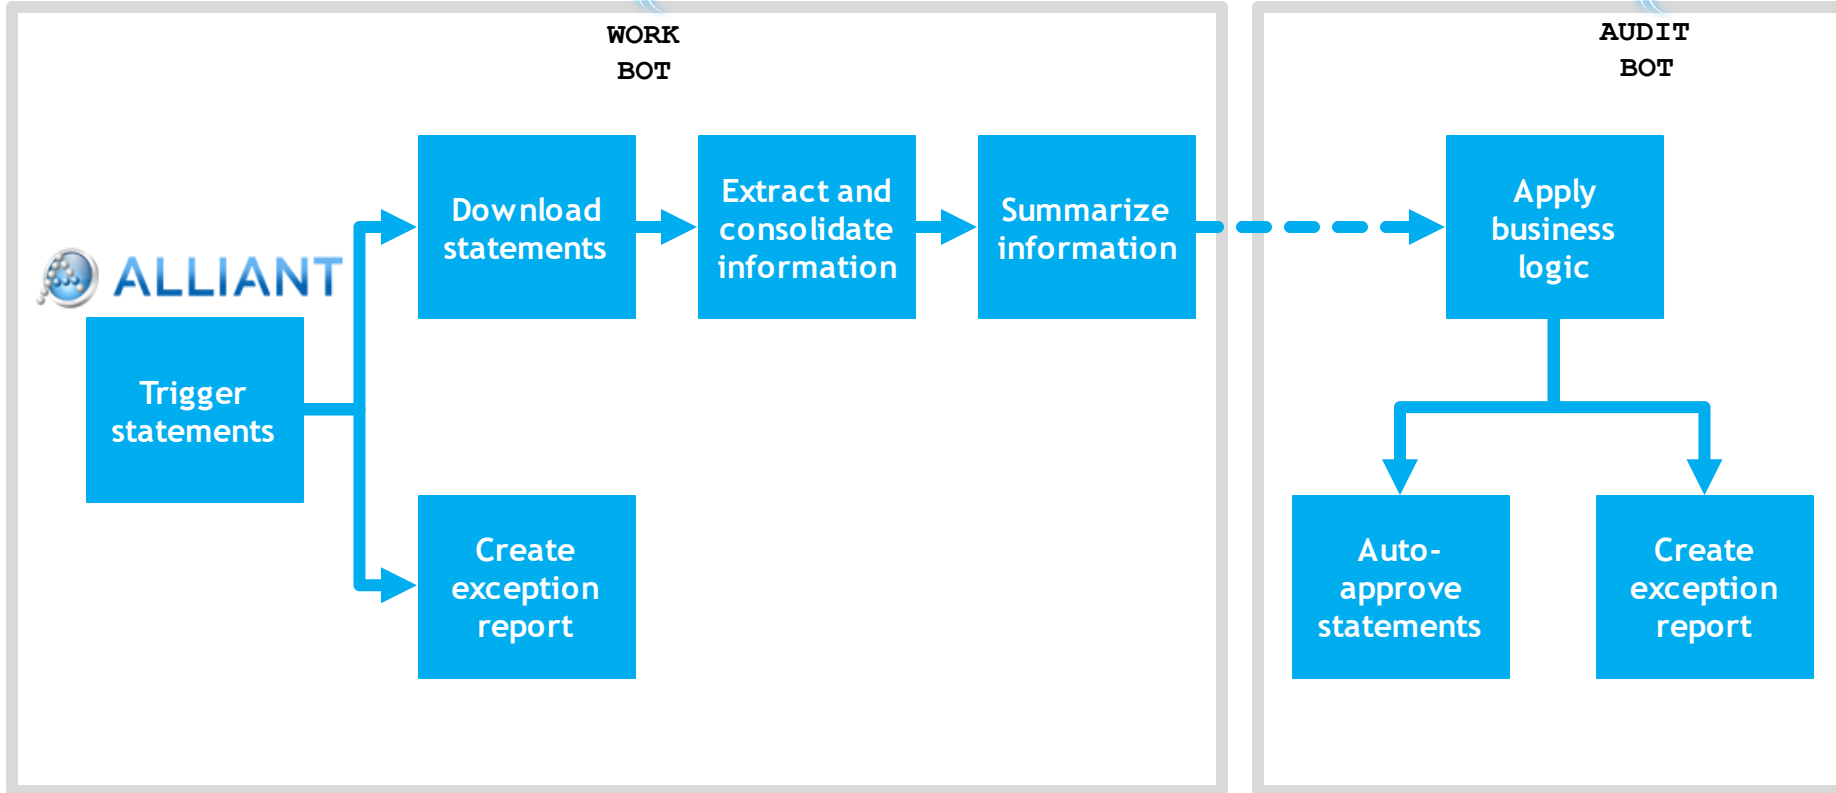 WORK
BOT
AUDIT
BOT
ALLIANT
Trigger
statements
Download
statements
Extract and
consolidate
information
Summarize
information
Create
exception
report
Apply
business
logic
Auto-
approve
statements
Create
exception
report